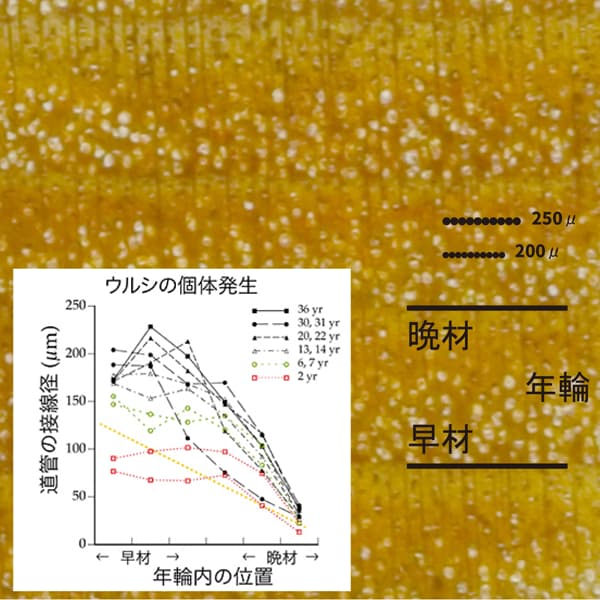 250μ
200μ
晩材
年輪
早材
ウルシの個体発生
道管の接線径 (μm)
250
200
150
100
50
0
36 yr
30, 31 yr
20, 22 yr
13, 14 yr
6, 7 yr
2 yr
← 早材 → ← 晩材 →
年輪内の位置